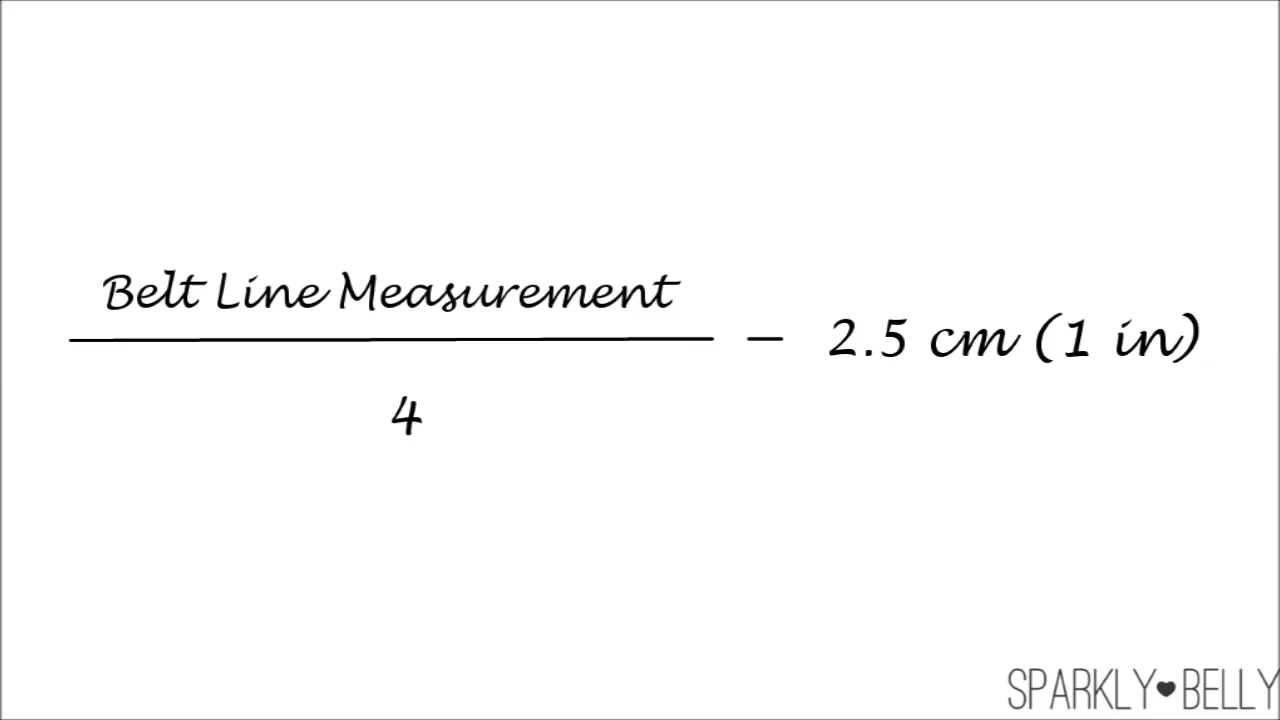 Belt Line Measurement
4
− 2.5 cm (1 in)
SPARKLY♥BELLY